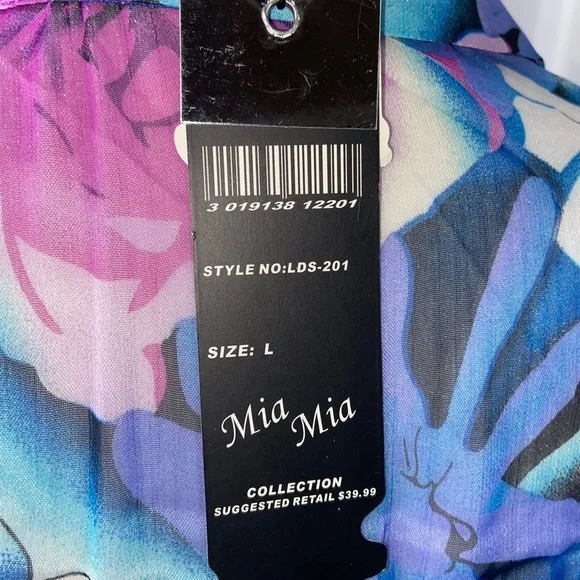 3 019138 12201
STYLE NO:LDS-201
SIZE: L
Mia Mia
COLLECTION
SUGGESTED RETAIL $39.99